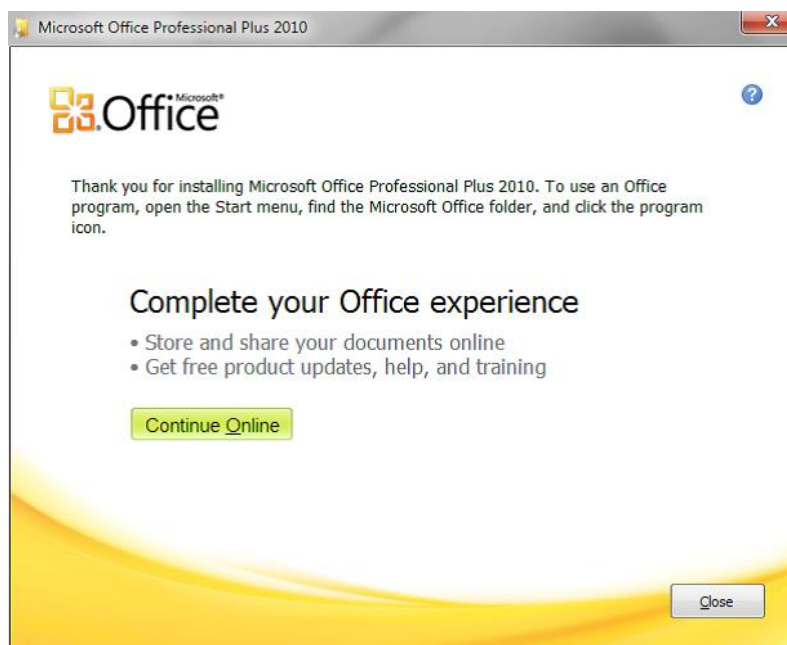 Microsoft Office Professional Plus 2010
Microsoft®
Office
Thank you for installing Microsoft Office Professional Plus 2010. To use an Office
program, open the Start menu, find the Microsoft Office folder, and click the program
icon.
Complete your Office experience
• Store and share your documents online
• Get free product updates, help, and training
Continue Online
Close